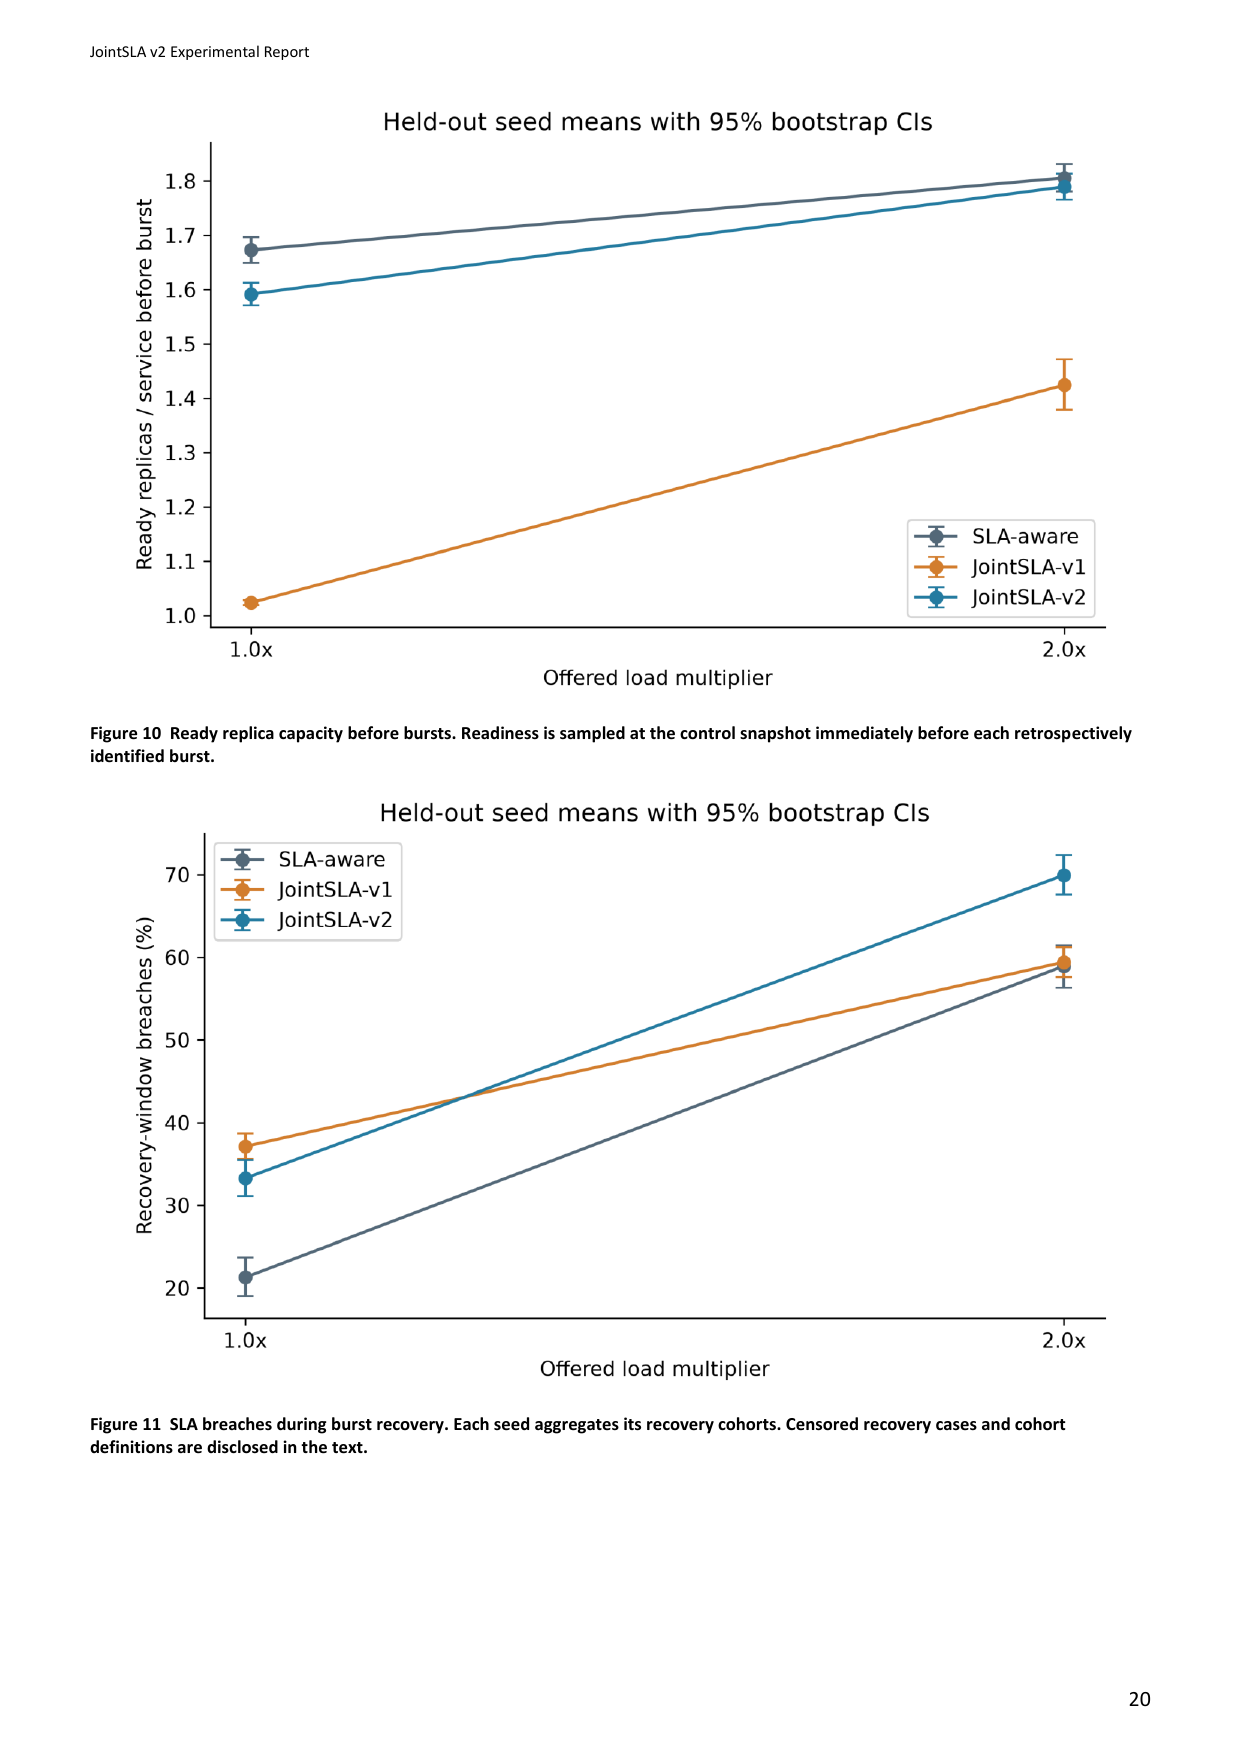 JointSLA v2 Experimental Report
Held-out seed means with 95% bootstrap CIs
Ready replicas / service before burst
1.8
1.7
1.6
1.5
1.4
1.3
1.2
1.1
1.0
SLA-aware
JointSLA-v1
JointSLA-v2
1.0x
2.0x
Offered load multiplier
Figure 10 Ready replica capacity before bursts. Readiness is sampled at the control snapshot immediately before each retrospectively
identified burst.
Held-out seed means with 95% bootstrap CIs
SLA-aware
JointSLA-v1
JointSLA-v2
Recovery-window breaches (%)
70
60
50
40
30
20
1.0x
2.0x
Offered load multiplier
Figure 11 SLA breaches during burst recovery. Each seed aggregates its recovery cohorts. Censored recovery cases and cohort
definitions are disclosed in the text.
20